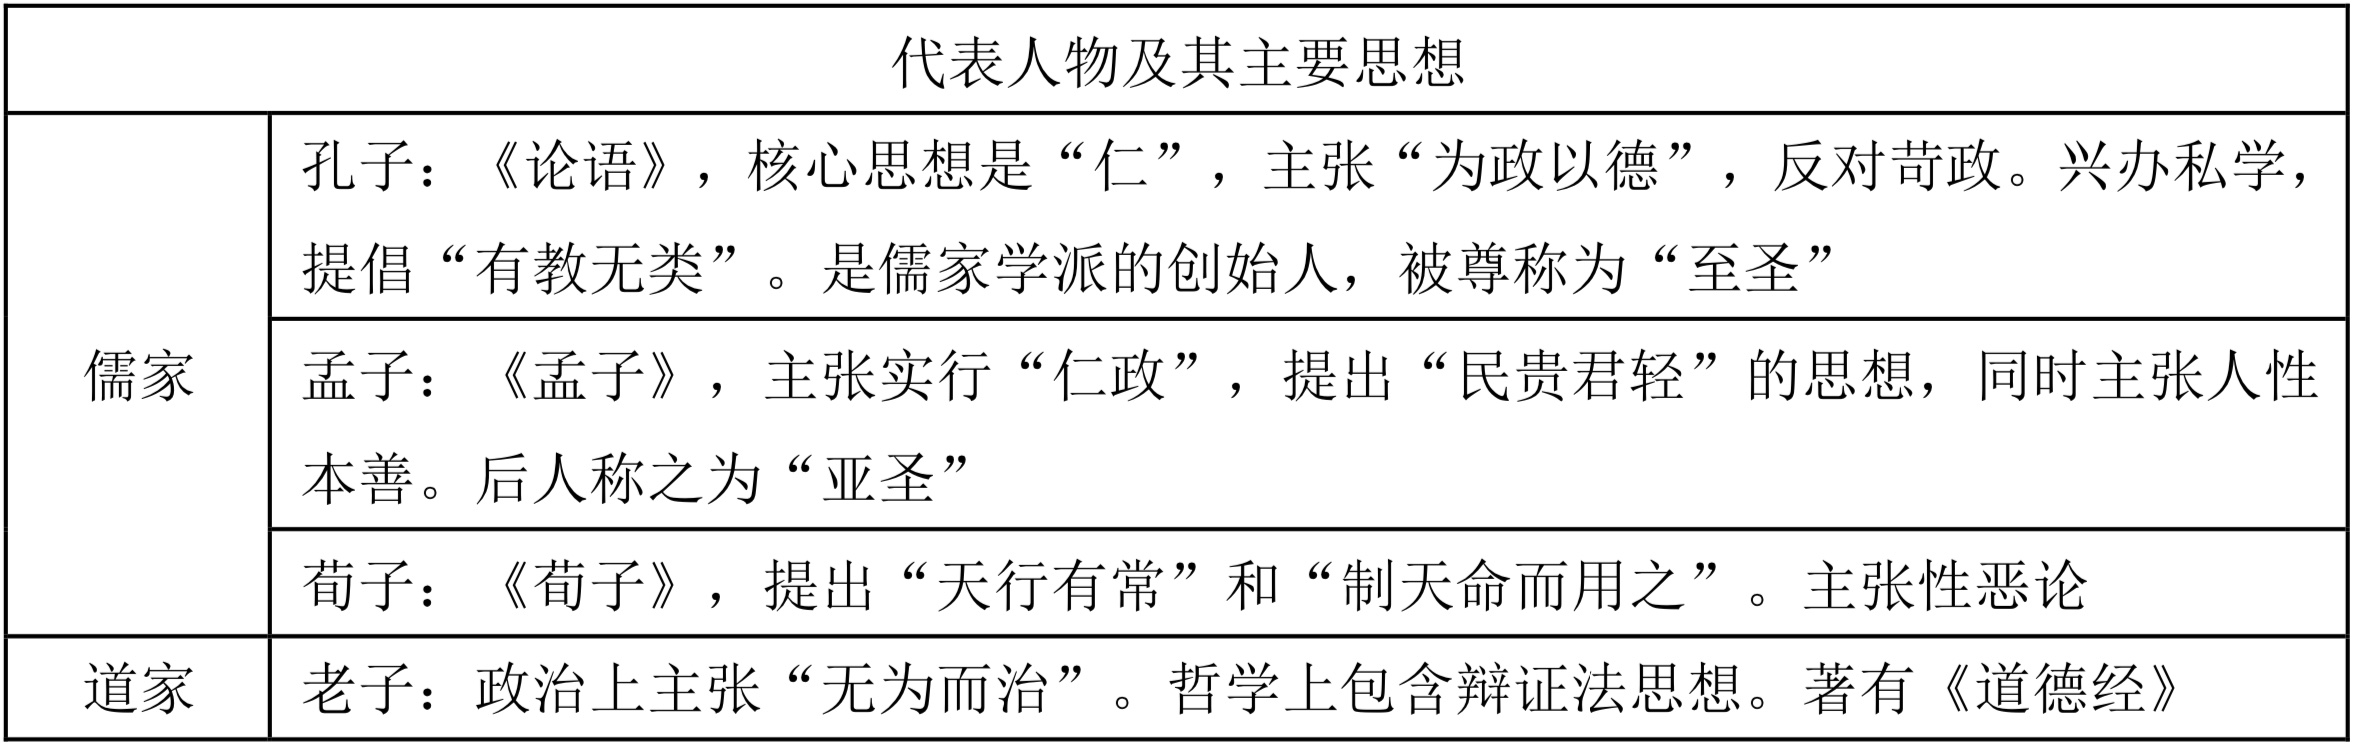 代表人物及其主要思想
孔子：《论语》，核心思想是“仁”，主张“为政以德”，反对苛政。兴办私学，
提倡“有教无类”。是儒家学派的创始人，被尊称为“至圣”
儒家
孟子：《孟子》，主张实行“仁政”，提出“民贵君轻”的思想，同时主张人性
本善。后人称之为“亚圣”
荀子：《荀子》，提出“天行有常”和“制天命而用之”。主张性恶论
道家
老子：政治上主张“无为而治”。哲学上包含辩证法思想。著有《道德经》